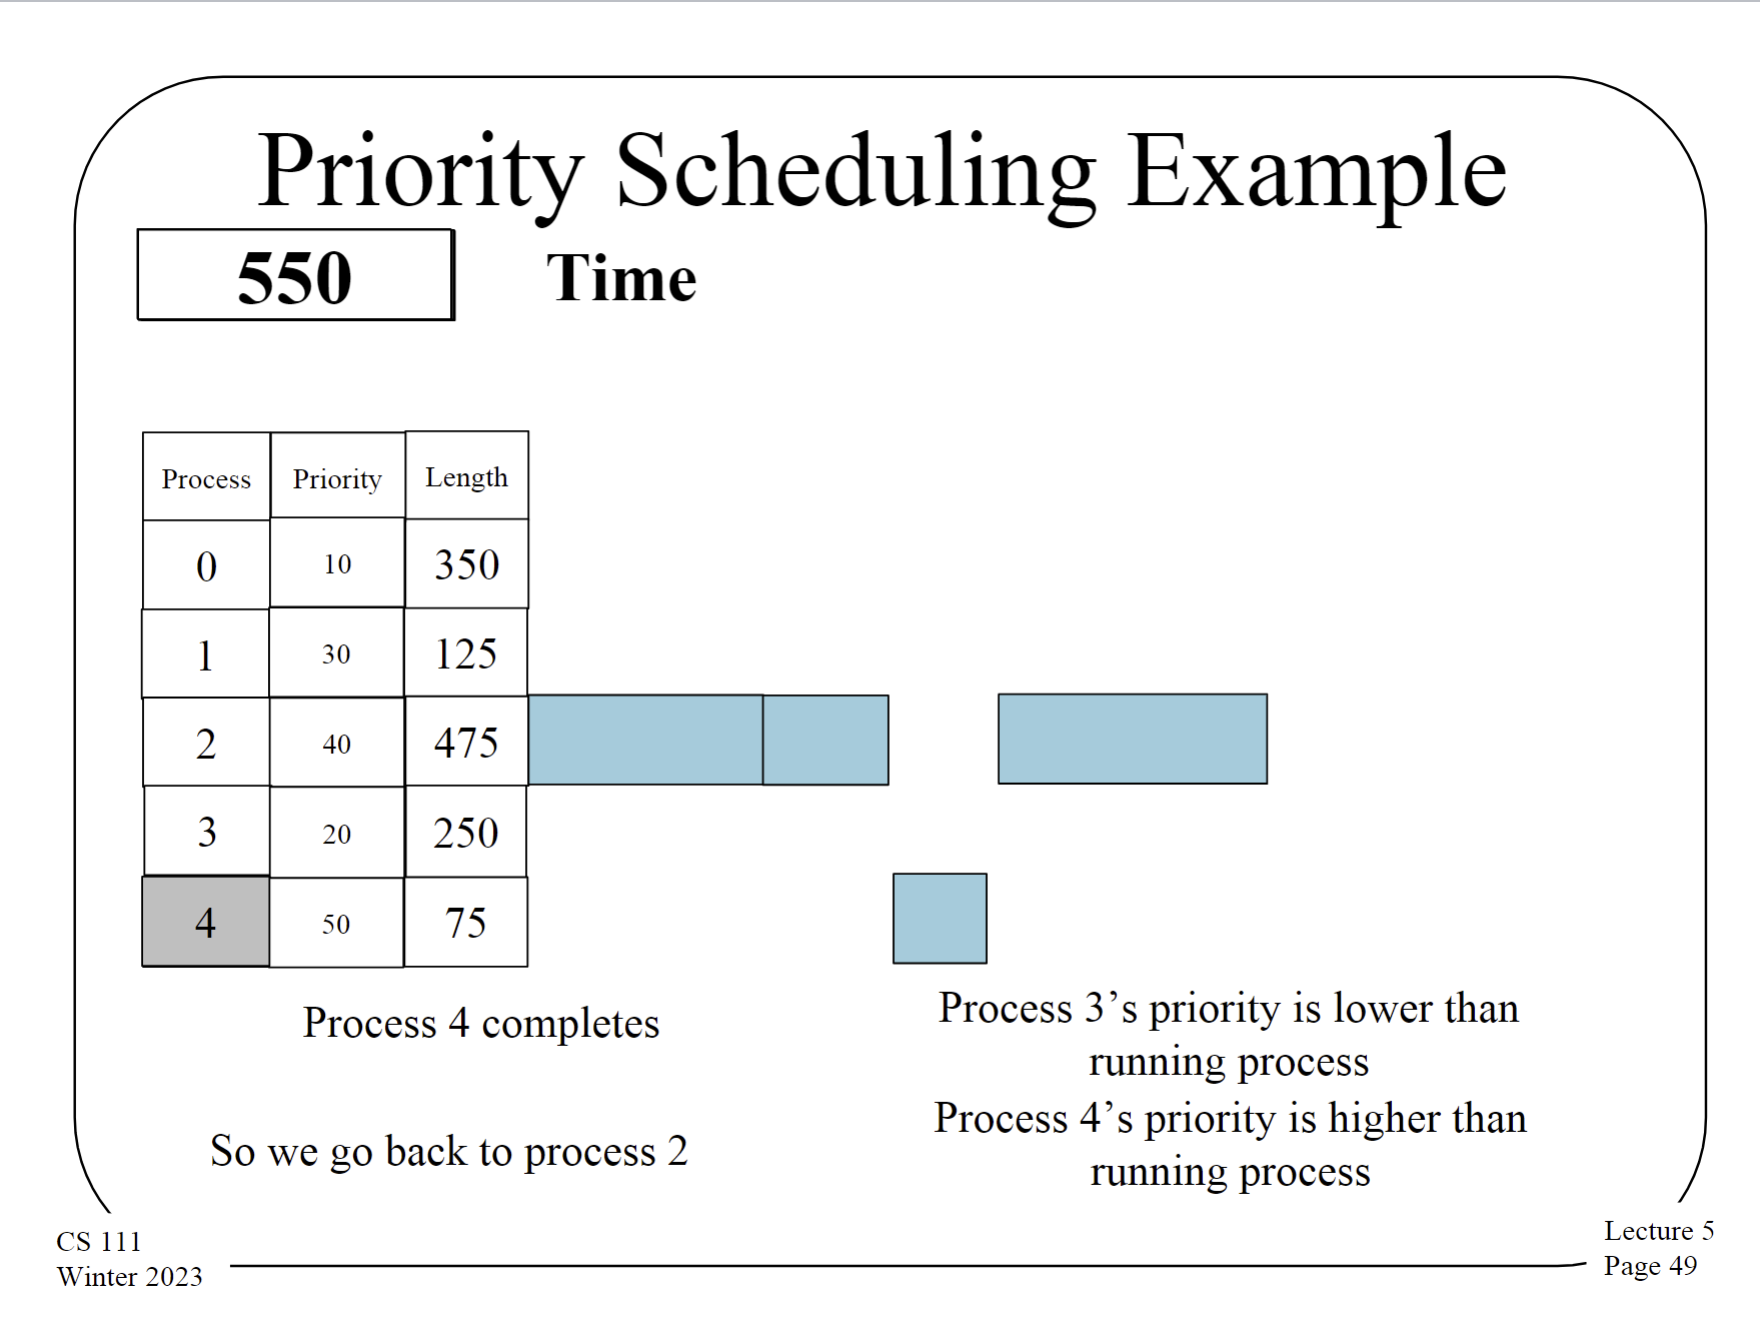 Priority Scheduling Example
550 Time
Process Priority Length
0 10 350
1 30 125
2 40 475
3 20 250
4 50 75
Process 4 completes
So we go back to process 2
Process 3’s priority is lower than
running process
Process 4’s priority is higher than
running process
CS 111
Winter 2023
Lecture 5
Page 49